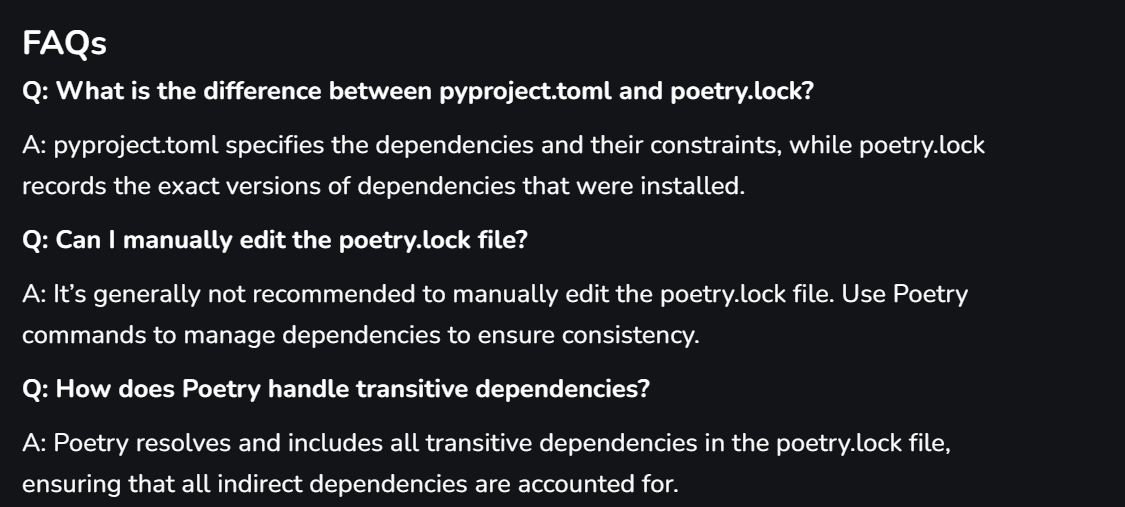 FAQs
Q: What is the difference between pyproject.toml and poetry.lock?
A: pyproject.toml specifies the dependencies and their constraints, while poetry.lock
records the exact versions of dependencies that were installed.
Q: Can I manually edit the poetry.lock file?
A: It’s generally not recommended to manually edit the poetry.lock file. Use Poetry
commands to manage dependencies to ensure consistency.
Q: How does Poetry handle transitive dependencies?
A: Poetry resolves and includes all transitive dependencies in the poetry.lock file,
ensuring that all indirect dependencies are accounted for.